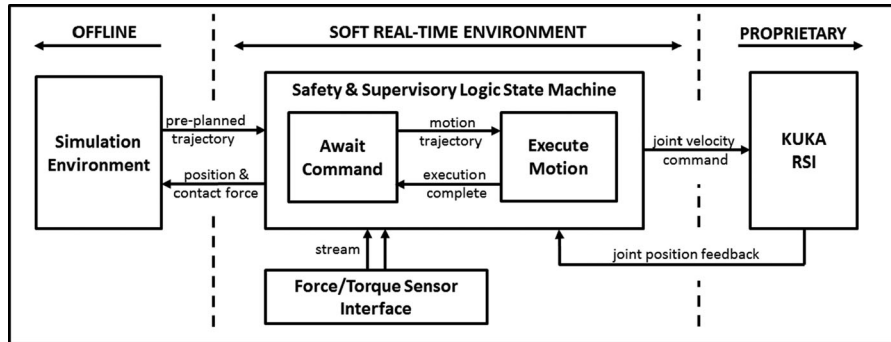 OFFLINE
SOFT REAL-TIME ENVIRONMENT
PROPRIETARY
Safety & Supervisory Logic State Machine
Simulation
Environment
pre-planned
trajectory
position &
contact force
Await
Command
motion
trajectory
execution
complete
Execute
Motion
joint velocity
command
KUKA
RSI
stream
joint position feedback
Force/Torque Sensor
Interface